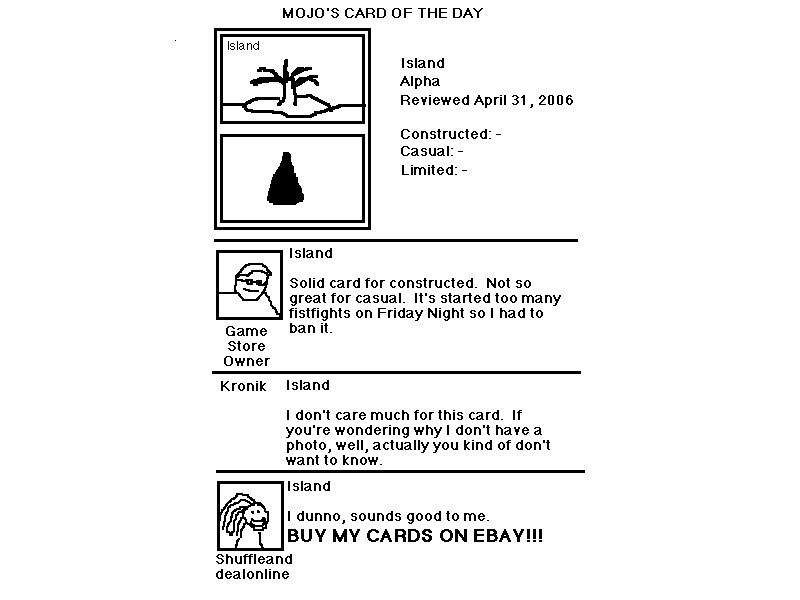 MOJO'S CARD OF THE DAY
Island
Island
Alpha
Reviewed April 31, 2006
Constructed: -
Casual: -
Limited: -
Island
Solid card for constructed.  Not so
great for casual.  It's started too many
fistfights on Friday Night so I had to
ban it.
Game
Store
Owner
Kronik
Island
I don't care much for this card.  If
you're wondering why I don't have a
photo, well, actually you kind of don't
want to know.
Island
I dunno, sounds good to me.
BUY MY CARDS ON EBAY!!!
Shuffleand
dealonline